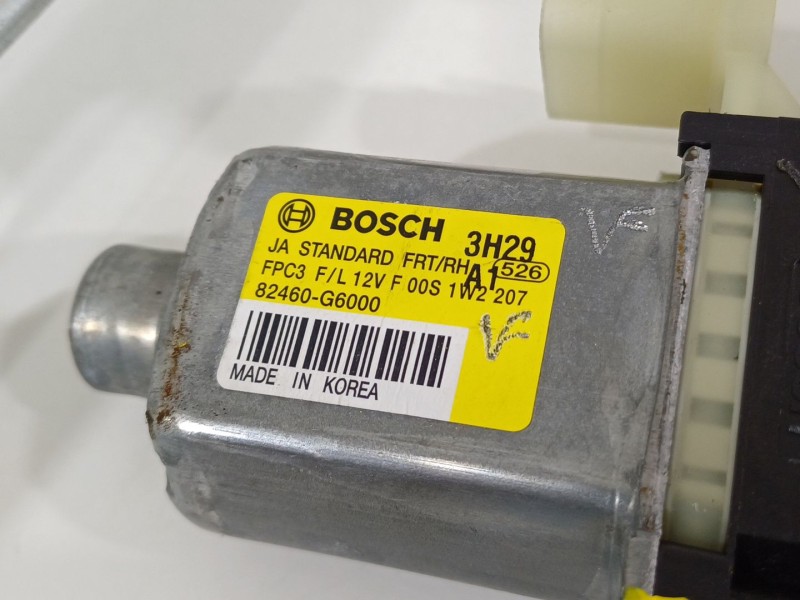 BOSCH 3H29
JA STANDARD FRT/RH A1 526
FPC3 F/L 12V F 00S 1W2 207
82460-G6000
MADE IN KOREA
VF
VF